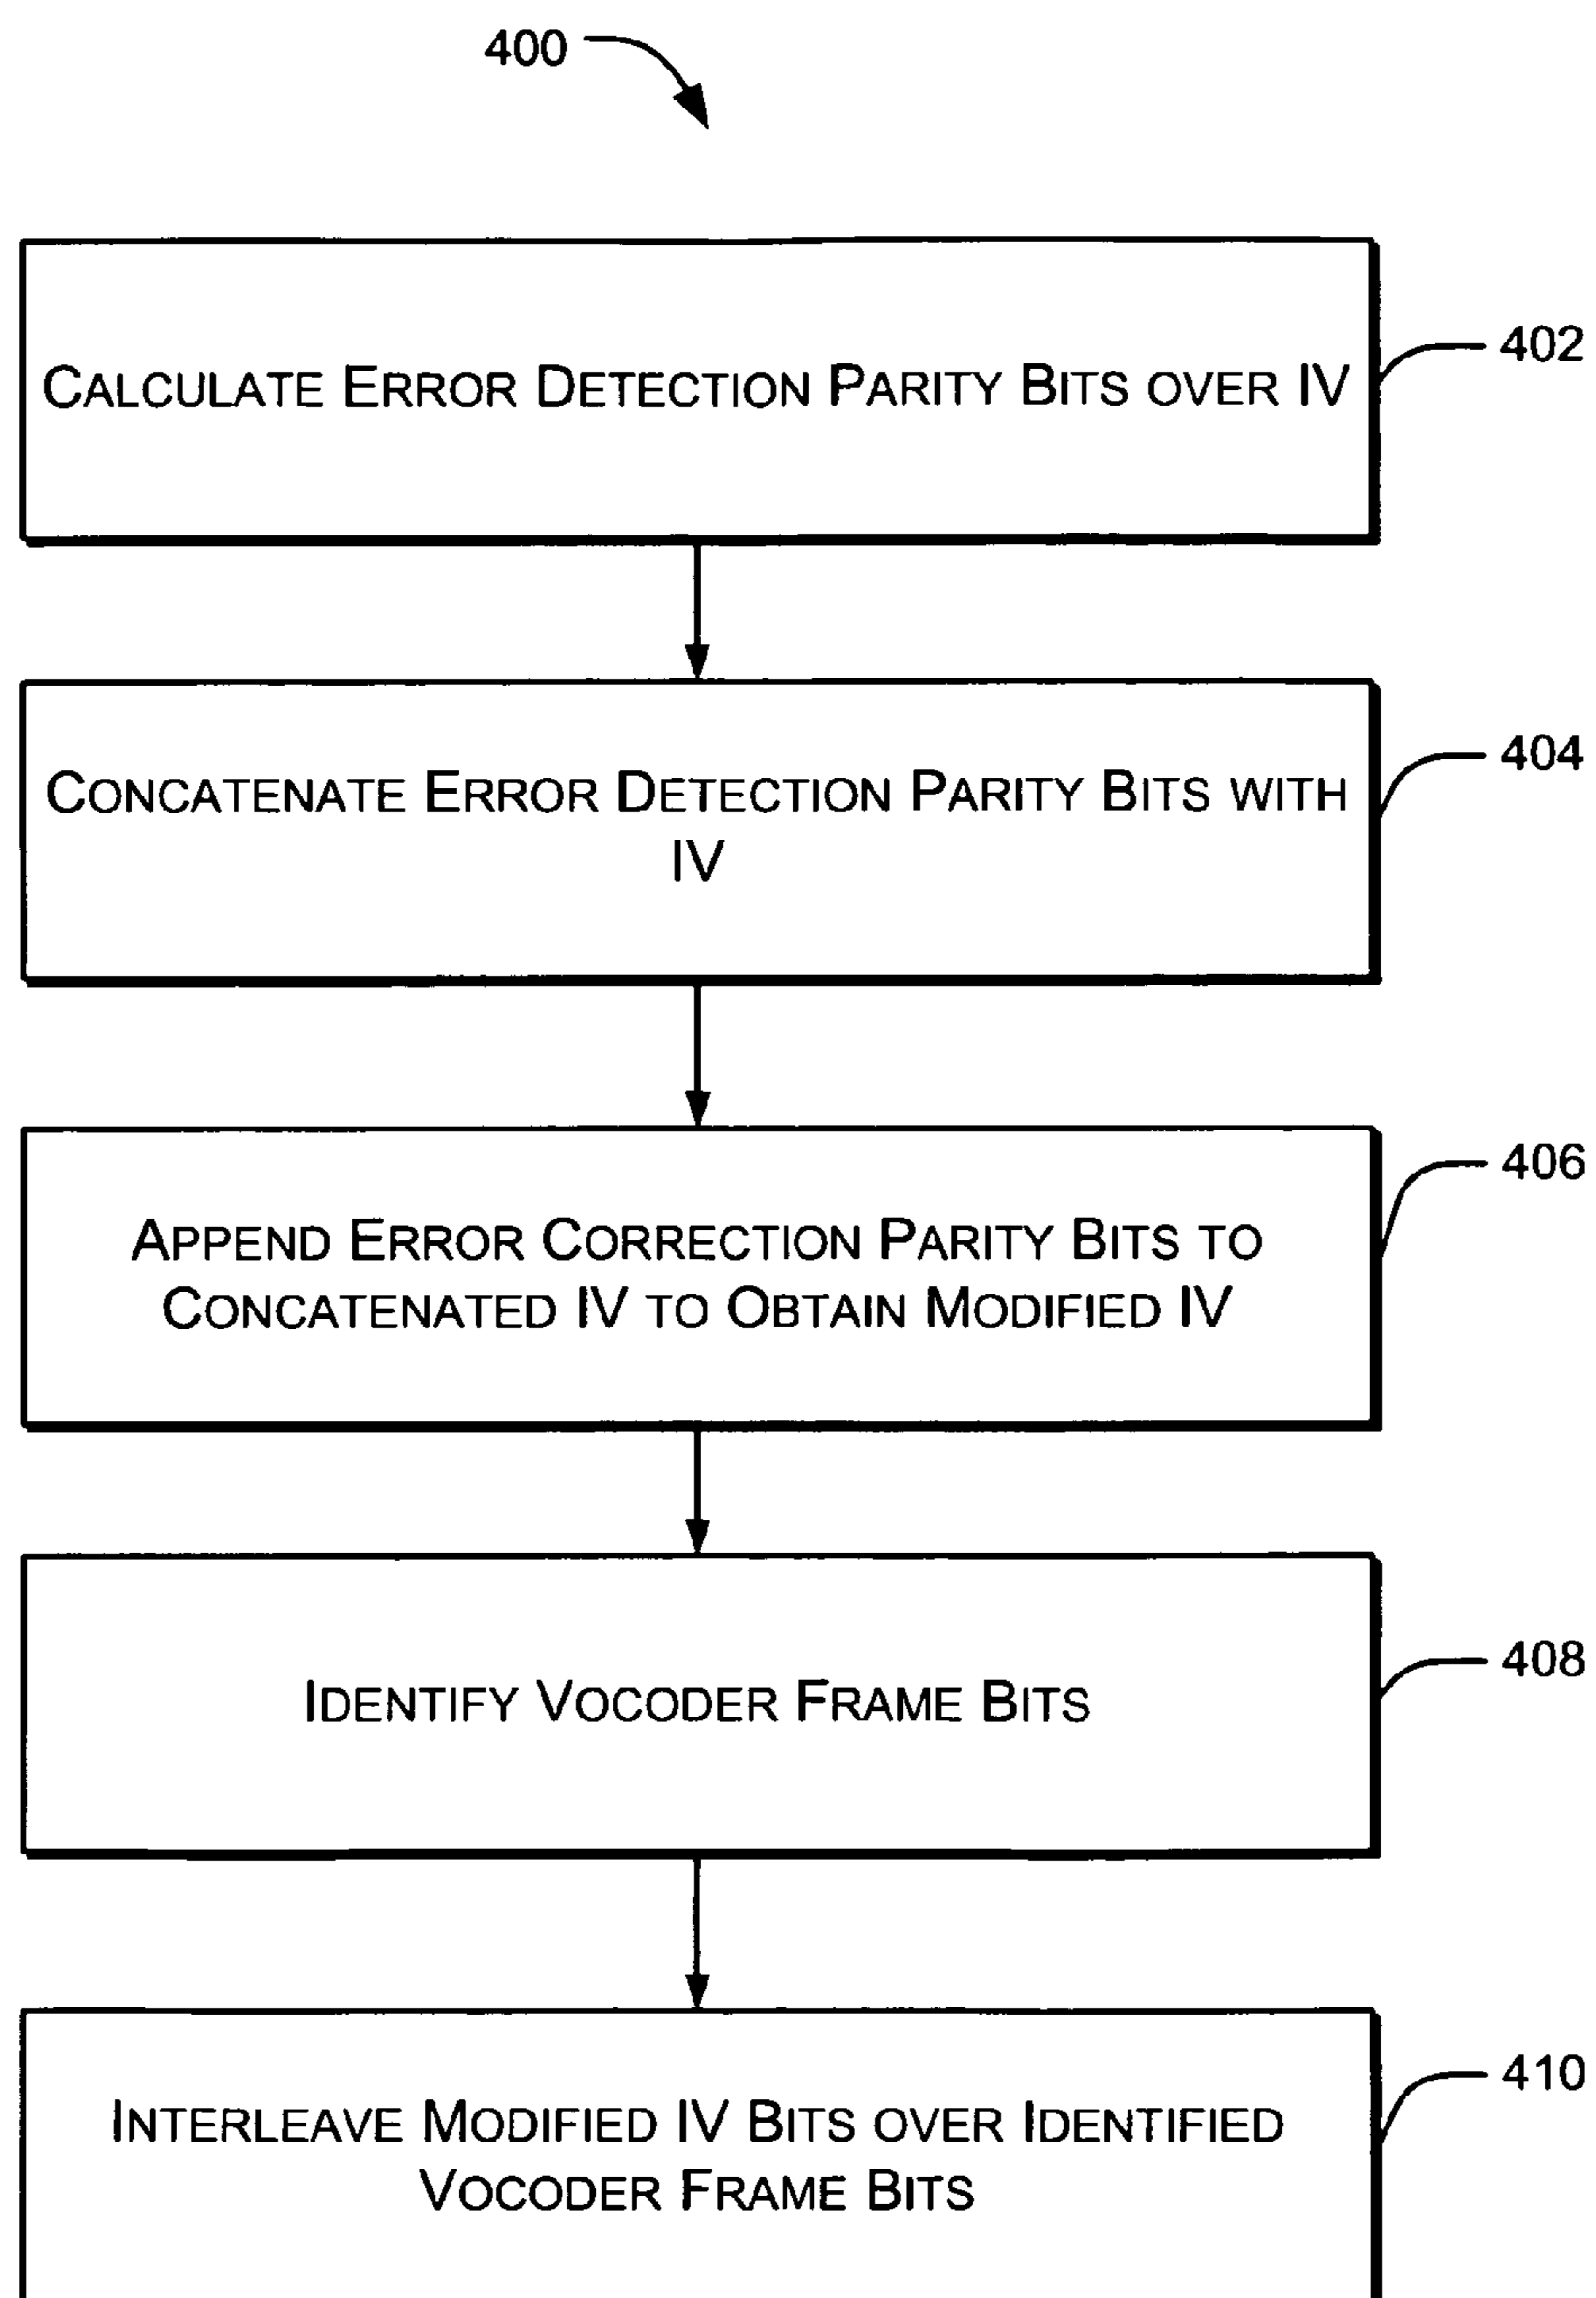 400
CALCULATE ERROR DETECTION PARITY BITS OVER IV
402
CONCATENATE ERROR DETECTION PARITY BITS WITH
IV
404
APPEND ERROR CORRECTION PARITY BITS TO
CONCATENATED IV TO OBTAIN MODIFIED IV
406
IDENTIFY VOCODER FRAME BITS
408
INTERLEAVE MODIFIED IV BITS OVER IDENTIFIED
VOCODER FRAME BITS
410